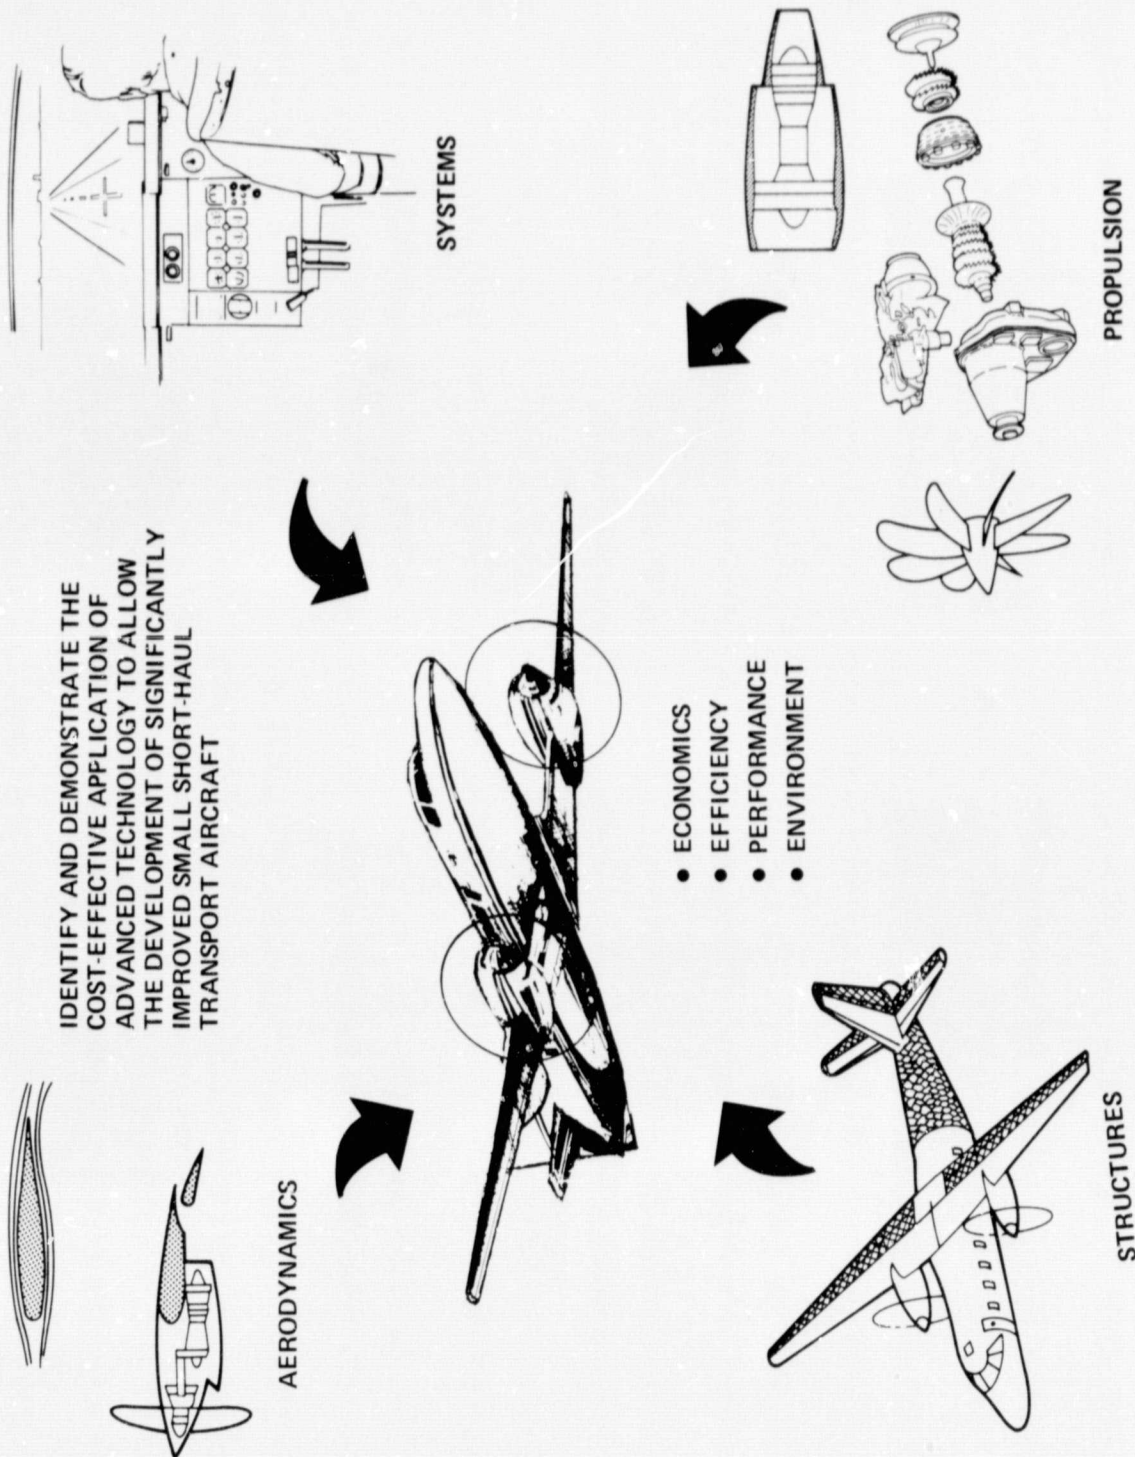 IDENTIFY AND DEMONSTRATE THE
COST-EFFECTIVE APPLICATION OF
ADVANCED TECHNOLOGY TO ALLOW
THE DEVELOPMENT OF SIGNIFICANTLY
IMPROVED SMALL SHORT-HAUL
TRANSPORT AIRCRAFT
AERODYNAMICS
SYSTEMS
• ECONOMICS
• EFFICIENCY
• PERFORMANCE
• ENVIRONMENT
STRUCTURES
PROPULSION